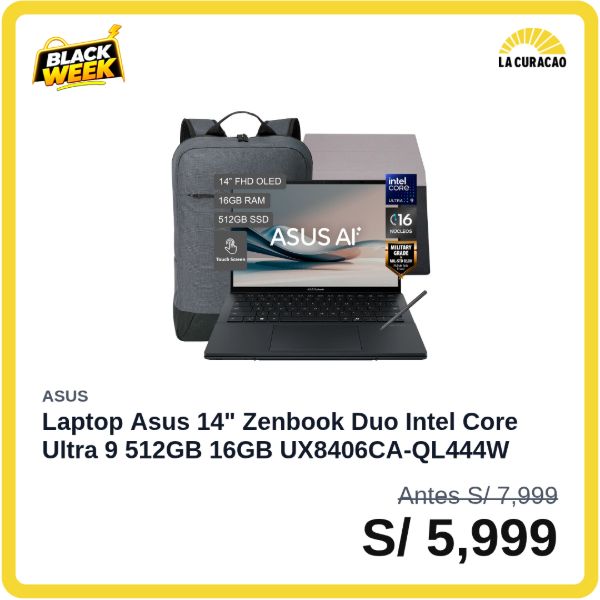 BLACK
WEEK
LA CURACAO
14" FHD OLED
16GB RAM
512GB SSD
Touch Screen
ASUS AI
intel
CORE
ULTRA 9
16
NÚCLEOS
MILITARY
GRADE
ASUS
Laptop Asus 14" Zenbook Duo Intel Core
Ultra 9 512GB 16GB UX8406CA-QL444W
Antes S/ 7,999
S/ 5,999